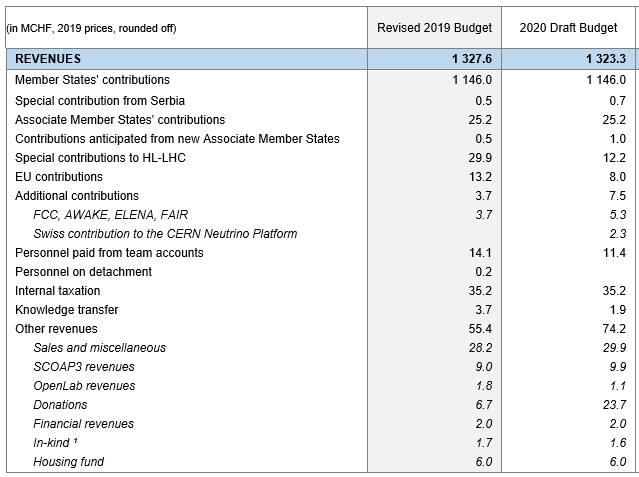 (in MCHF, 2019 prices, rounded off) Revised 2019 Budget 2020 Draft Budget
REVENUES 1 327.6 1 323.3
Member States' contributions 1 146.0 1 146.0
Special contribution from Serbia 0.5 0.7
Associate Member States' contributions 25.2 25.2
Contributions anticipated from new Associate Member States 0.5 1.0
Special contributions to HL-LHC 29.9 12.2
EU contributions 13.2 8.0
Additional contributions 3.7 7.5
FCC, AWAKE, ELENA, FAIR 3.7 5.3
Swiss contribution to the CERN Neutrino Platform 2.3
Personnel paid from team accounts 14.1 11.4
Personnel on detachment 0.2
Internal taxation 35.2 35.2
Knowledge transfer 3.7 1.9
Other revenues 55.4 74.2
Sales and miscellaneous 28.2 29.9
SCOAP3 revenues 9.0 9.9
OpenLab revenues 1.8 1.1
Donations 6.7 23.7
Financial revenues 2.0 2.0
In-kind ¹ 1.7 1.6
Housing fund 6.0 6.0